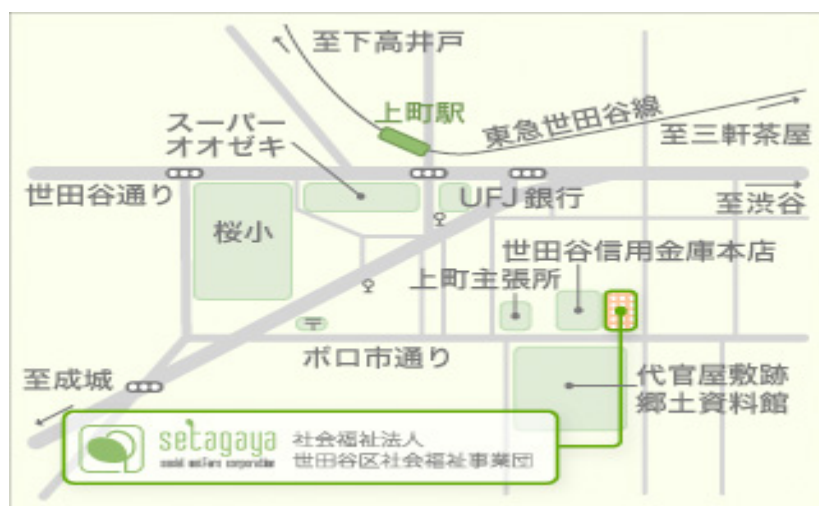 至下高井戸
上町駅
東急世田谷線
至三軒茶屋
スーパー
オオゼキ
世田谷通り
UFJ銀行
至渋谷
桜小
世田谷信用金庫本店
上町主張所
〒
ボロ市通り
至成城
代官屋敷跡
郷土資料館
setagaya
social welfare corporation
社会福祉法人
世田谷区社会福祉事業団